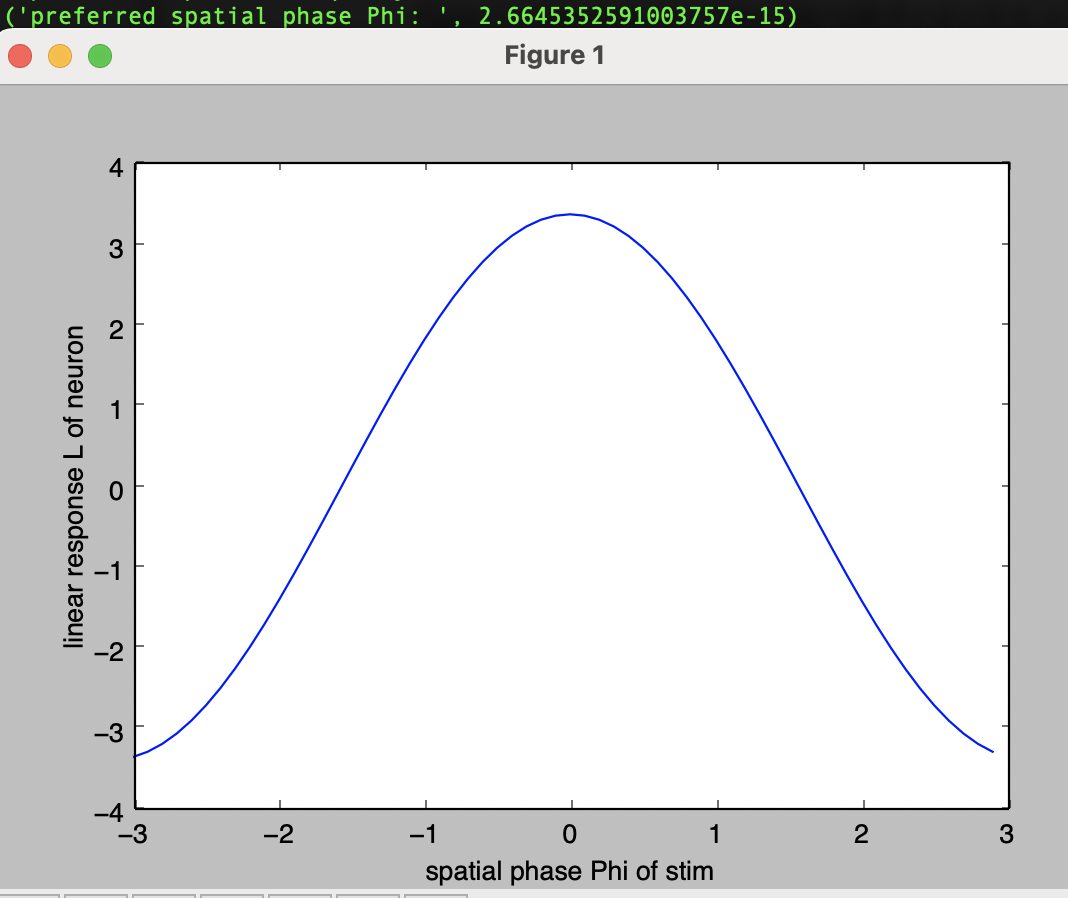 ('preferred spatial phase Phi: ', 2.6645352591003757e-15)
Figure 1
4
3
2
1
0
−1
−2
−3
−4
linear response L of neuron
−3 −2 −1 0 1 2 3
spatial phase Phi of stim